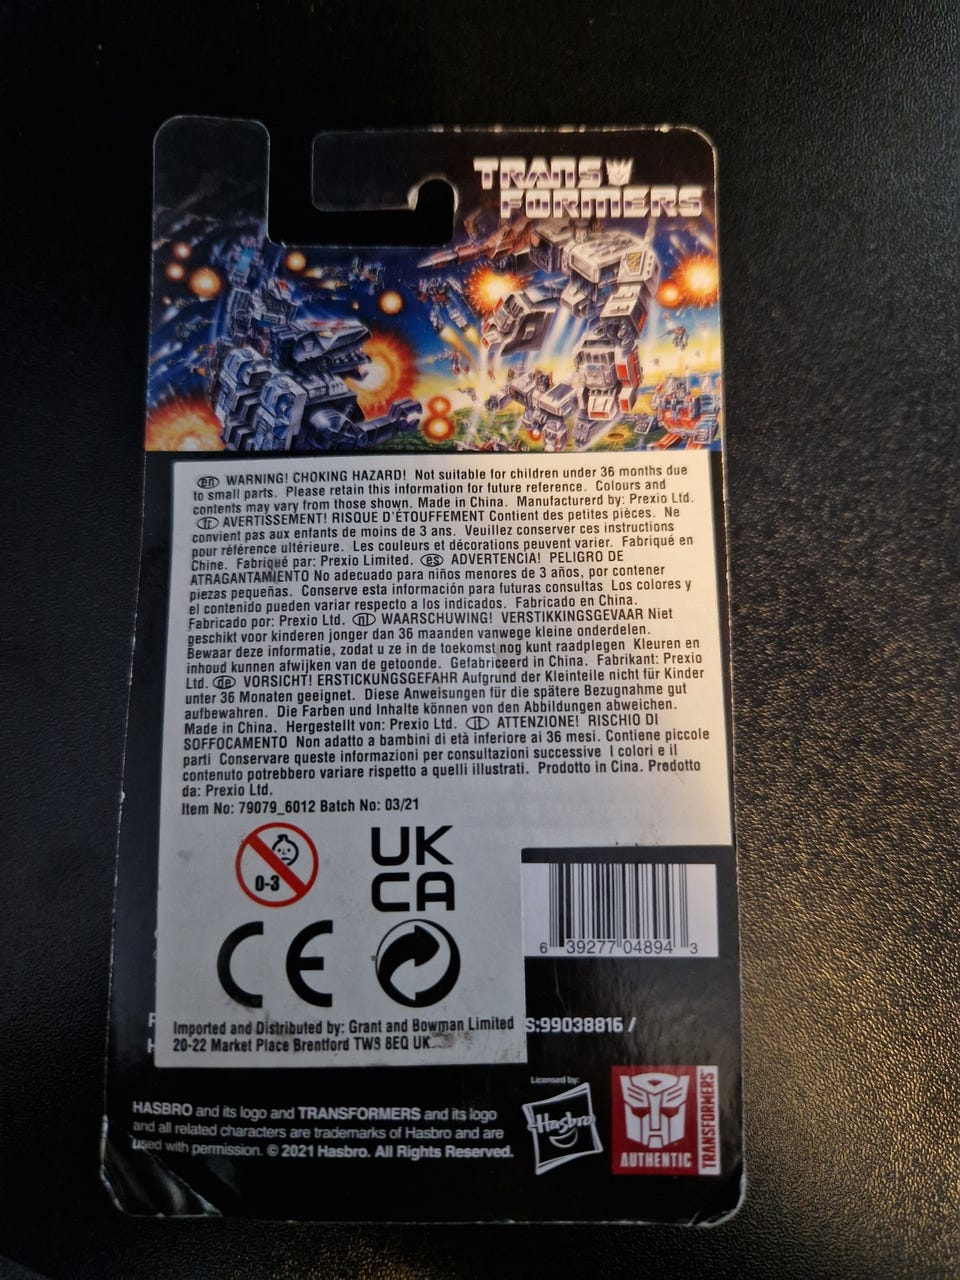 TRANS
FORMERS
8
en WARNING! CHOKING HAZARD! Not suitable for children under 36 months due
to small parts. Please retain this information for future reference. Colours and
contents may vary from those shown. Made in China. Manufacturerd by: Prexio Ltd.
fr AVERTISSEMENT! RISQUE D'ÉTOUFFEMENT Contient des petites pièces. Ne
convient pas aux enfants de moins de 3 ans. Veuillez conserver ces instructions
pour référence ultérieure. Les couleurs et décorations peuvent varier. Fabriqué en
Chine. Fabriqué par: Prexio Limited. es ADVERTENCIA! PELIGRO DE
ATRAGANTAMIENTO No adecuado para niños menores de 3 años, por contener
piezas pequeñas. Conserve esta información para futuras consultas Los colores y
el contenido pueden variar respecto a los indicados. Fabricado en China.
Fabricado por: Prexio Ltd. nl WAARSCHUWING! VERSTIKKINGSGEVAAR Niet
geschikt voor kinderen jonger dan 36 maanden vanwege kleine onderdelen.
Bewaar deze informatie, zodat u ze in de toekomst nog kunt raadplegen Kleuren en
inhoud kunnen afwijken van de getoonde. Gefabriceerd in China. Fabrikant: Prexio
Ltd. de VORSICHT! ERSTICKUNGSGEFAHR Aufgrund der Kleinteile nicht für Kinder
unter 36 Monaten geeignet. Diese Anweisungen für die spätere Bezugnahme gut
aufbewahren. Die Farben und Inhalte können von den Abbildungen abweichen.
Made in China. Hergestellt von: Prexio Ltd. it ATTENZIONE! RISCHIO DI
SOFFOCAMENTO Non adatto a bambini di età inferiore ai 36 mesi. Contiene piccole
parti Conservare queste informazioni per consultazioni successive I colori e il
contenuto potrebbero variare rispetto a quelli illustrati. Prodotto in Cina. Prodotto
da: Prexio Ltd.
Item No: 79079_6012 Batch No: 03/21
0-3
UK
CA
CE
6 39277 04894 3
S:99038816 /
Imported and Distributed by: Grant and Bowman Limited
20-22 Market Place Brentford TW8 8EQ UK
Licensed by:
Hasbro
AUTHENTIC
TRANSFORMERS
HASBRO and its logo and TRANSFORMERS and its logo
and all related characters are trademarks of Hasbro and are
used with permission. © 2021 Hasbro. All Rights Reserved.